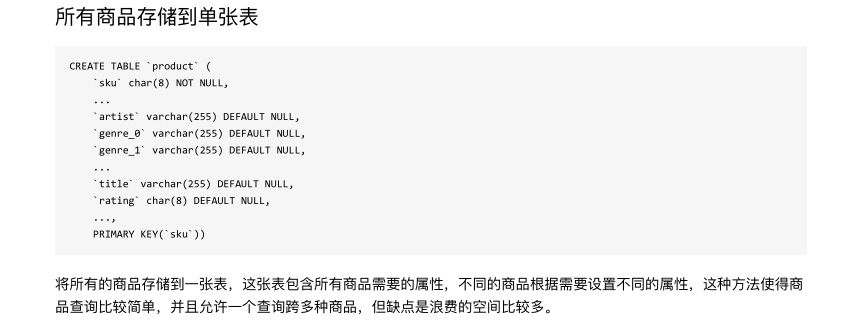 所有商品存储到单张表
CREATE TABLE `product` (
    `sku` char(8) NOT NULL,
    ...
    `artist` varchar(255) DEFAULT NULL,
    `genre_0` varchar(255) DEFAULT NULL,
    `genre_1` varchar(255) DEFAULT NULL,
    ...
    `title` varchar(255) DEFAULT NULL,
    `rating` char(8) DEFAULT NULL,
    ...,
    PRIMARY KEY(`sku`))
将所有的商品存储到一张表，这张表包含所有商品需要的属性，不同的商品根据需要设置不同的属性，这种方法使得商
品查询比较简单，并且允许一个查询跨多种商品，但缺点是浪费的空间比较多。